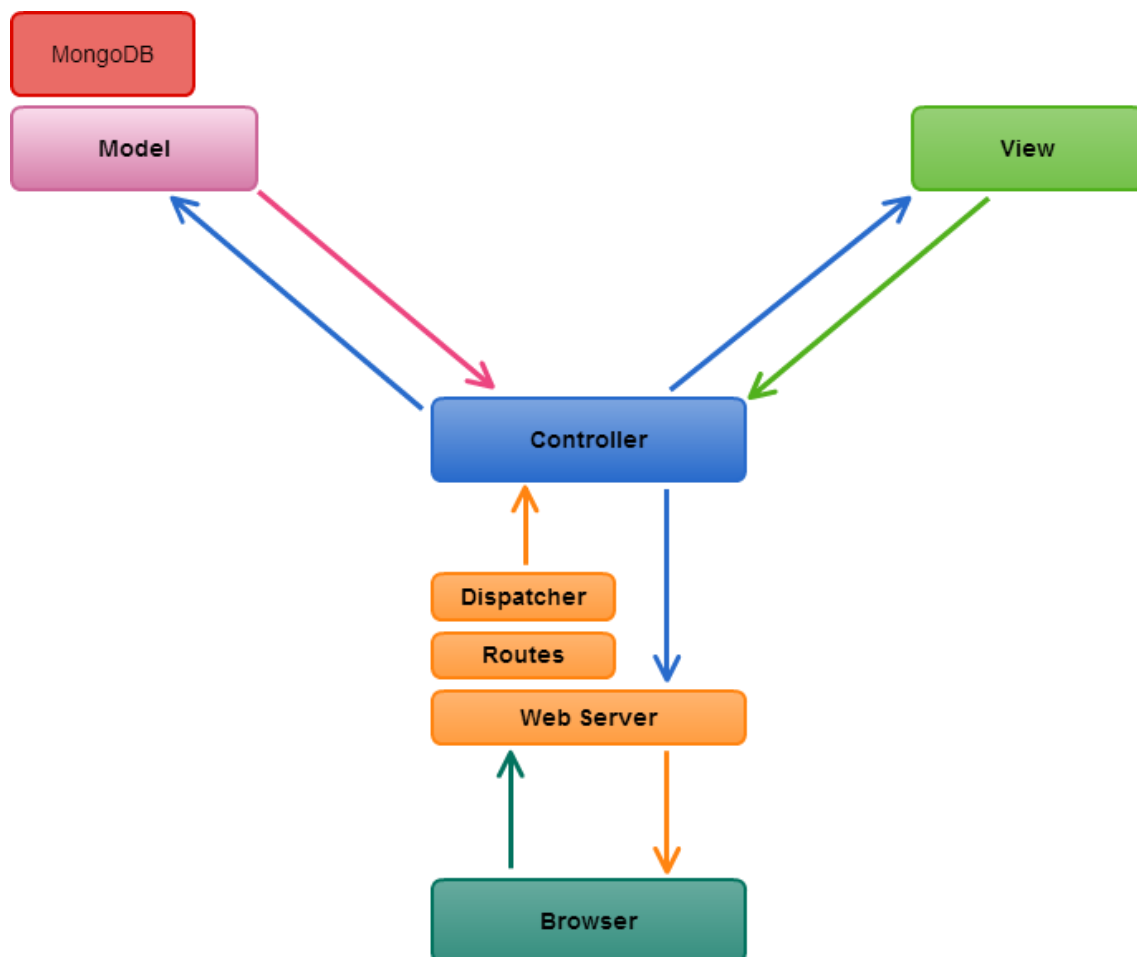 MongoDB
Model
View
Controller
Dispatcher
Routes
Web Server
Browser